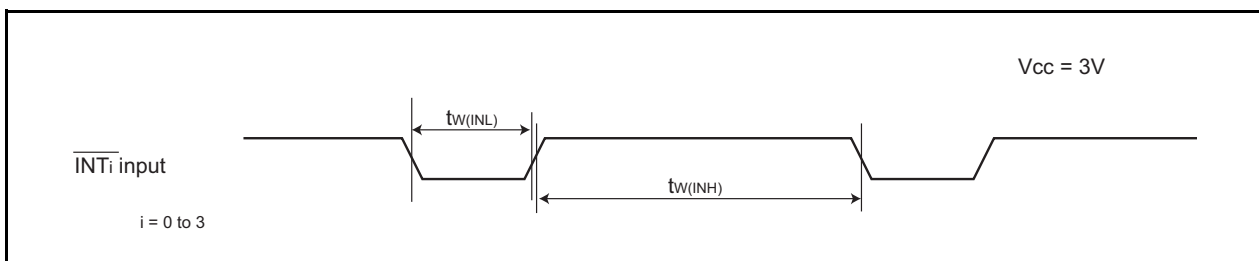 Vcc = 3V
tW(INL)
INTi input
tW(INH)
i = 0 to 3